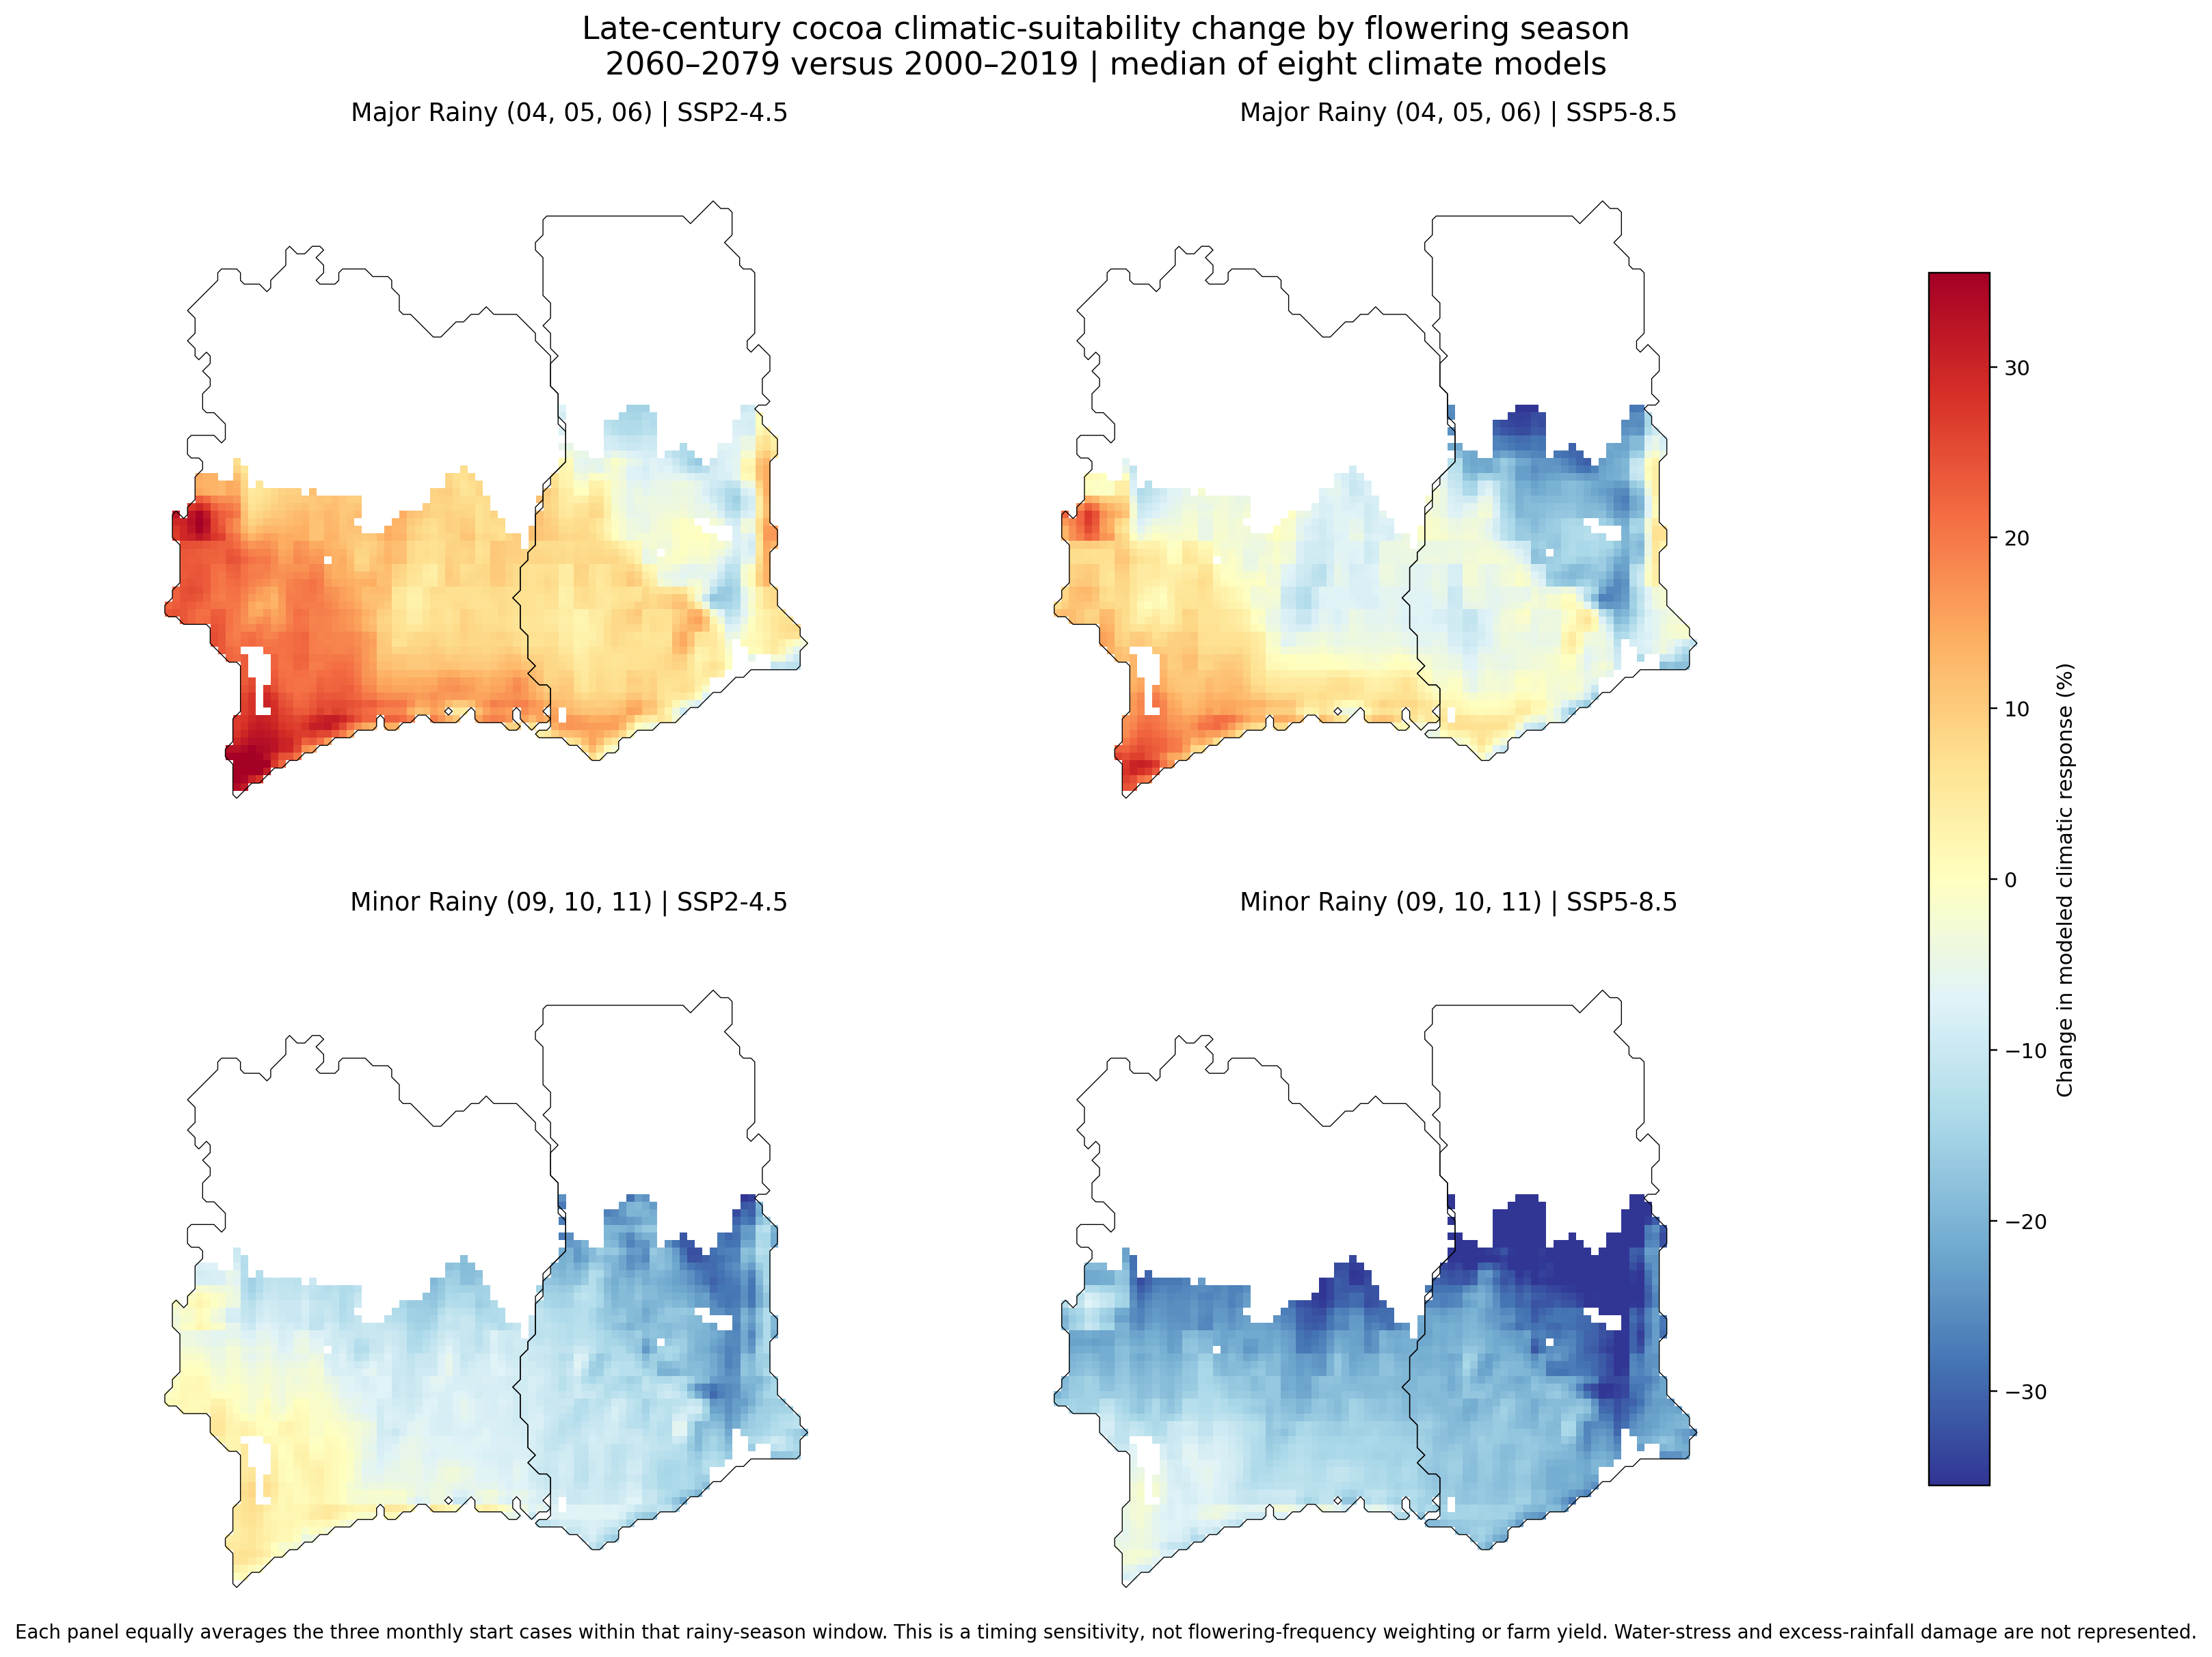 Late-century cocoa climatic-suitability change by flowering season
2060–2079 versus 2000–2019 | median of eight climate models
Major Rainy (04, 05, 06) | SSP2-4.5
Major Rainy (04, 05, 06) | SSP5-8.5
Minor Rainy (09, 10, 11) | SSP2-4.5
Minor Rainy (09, 10, 11) | SSP5-8.5
30
20
10
0
−10
−20
−30
Change in modeled climatic response (%)
Each panel equally averages the three monthly start cases within that rainy-season window. This is a timing sensitivity, not flowering-frequency weighting or farm yield. Water-stress and excess-rainfall damage are not represented.